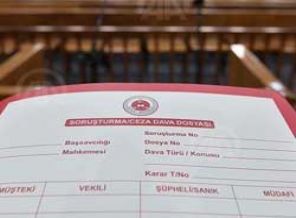 SORUŞTURMA/CEZA DAVA DOSYASI
Soruşturma No
Başsavcılığı Dosya No
Mahkemesi Dava Türü / Konusu
Karar T/No
MÜŞTEKİ VEKİLİ ŞÜPHELİ/SANIK MÜDAFİ